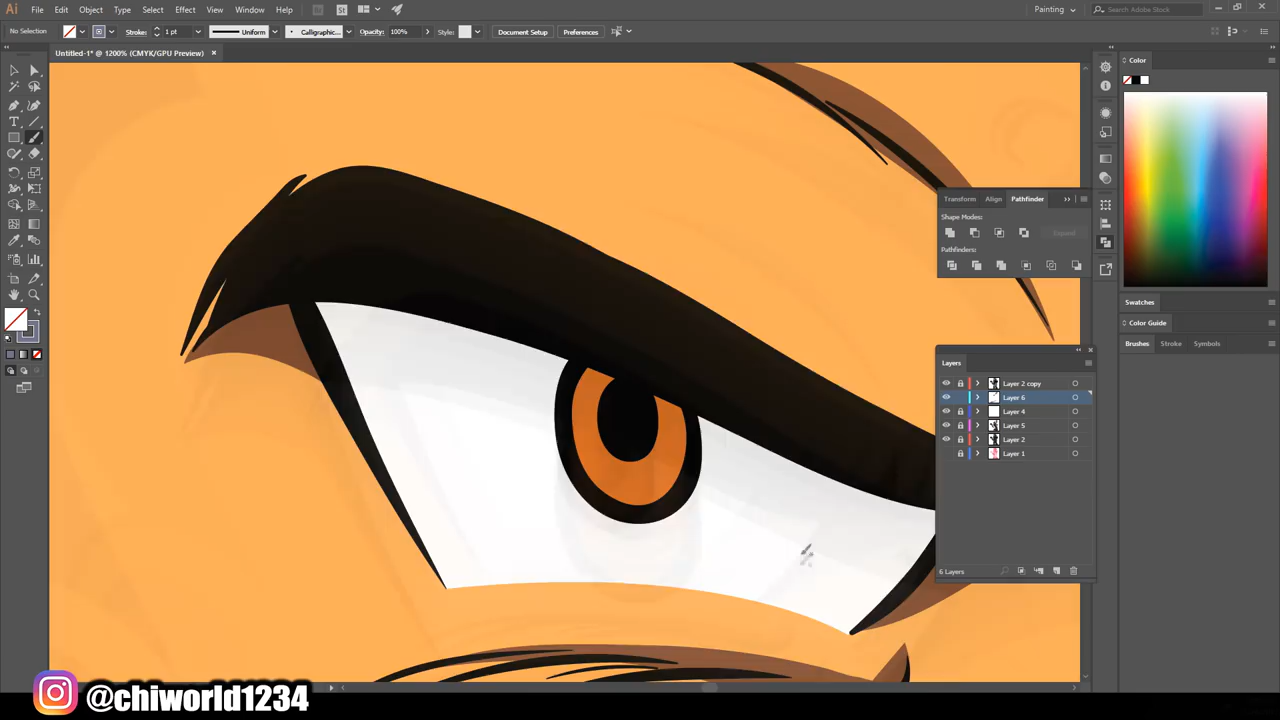 Ai
File Edit Object Type Select Effect View Window Help
Br St
Painting
Search Adobe Stock
No Selection
Stroke: 1 pt
Uniform
Calligraphic...
Opacity: 100%
Style:
Document Setup
Preferences
Untitled-1* @ 1200% (CMYK/GPU Preview)
Color
Transform Align Pathfinder
Shape Modes:
Expand
Pathfinders:
Swatches
Color Guide
Brushes Stroke Symbols
Layers
Layer 2 copy
Layer 6
Layer 4
Layer 5
Layer 2
Layer 1
6 Layers
@chiworld1234